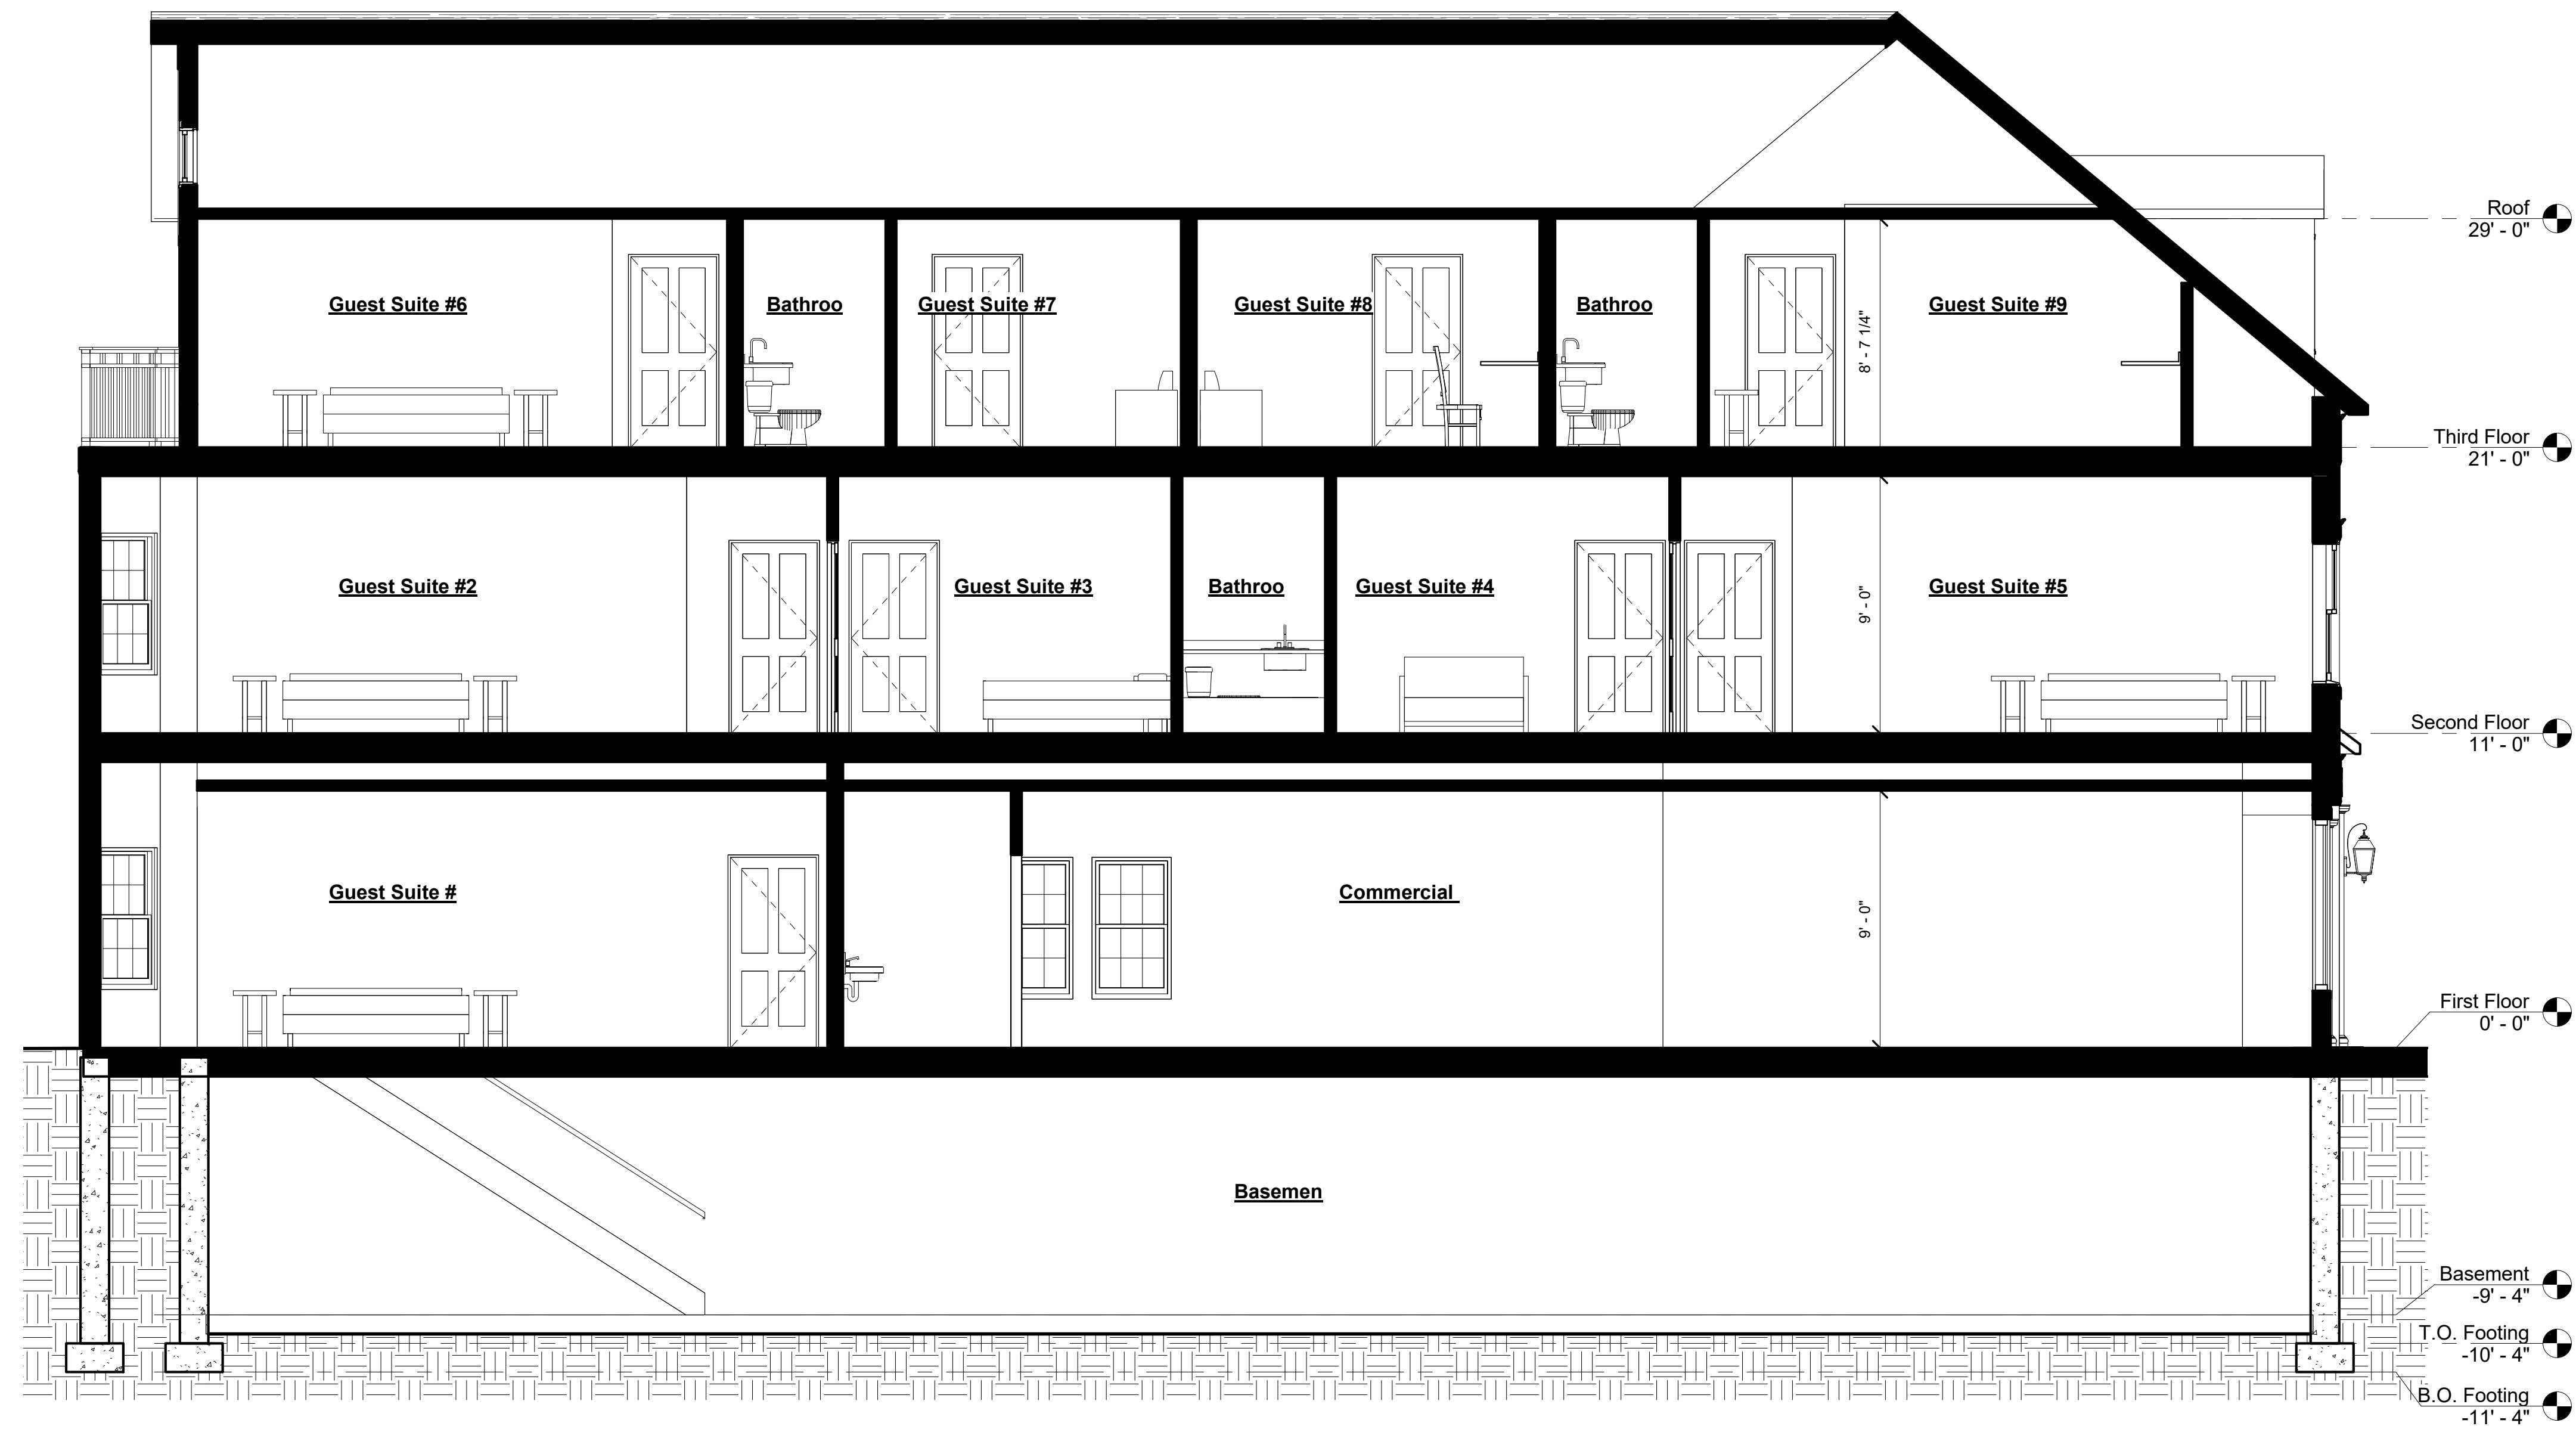 Roof
29' - 0"
Guest Suite #6
Bathroo
Guest Suite #7
Guest Suite #8
Bathroo
Guest Suite #9
8' - 7 1/4"
Third Floor
21' - 0"
Guest Suite #2
Guest Suite #3
Bathroo
Guest Suite #4
Guest Suite #5
9' - 0"
Second Floor
11' - 0"
Guest Suite #
Commercial
9' - 0"
First Floor
0' - 0"
Basemen
Basement
-9' - 4"
T.O. Footing
-10' - 4"
B.O. Footing
-11' - 4"